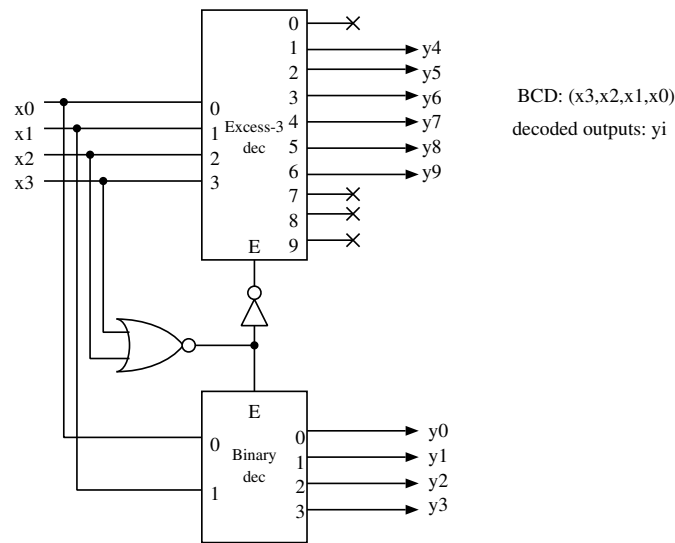 0
1 y4
2 y5
3 y6
4 y7
5 y8
6 y9
7
8
9
x0 0
x1 1
x2 2
x3 3
Excess-3
dec
E
BCD: (x3,x2,x1,x0)
decoded outputs: yi
E
0
1
Binary
dec
0 y0
1 y1
2 y2
3 y3